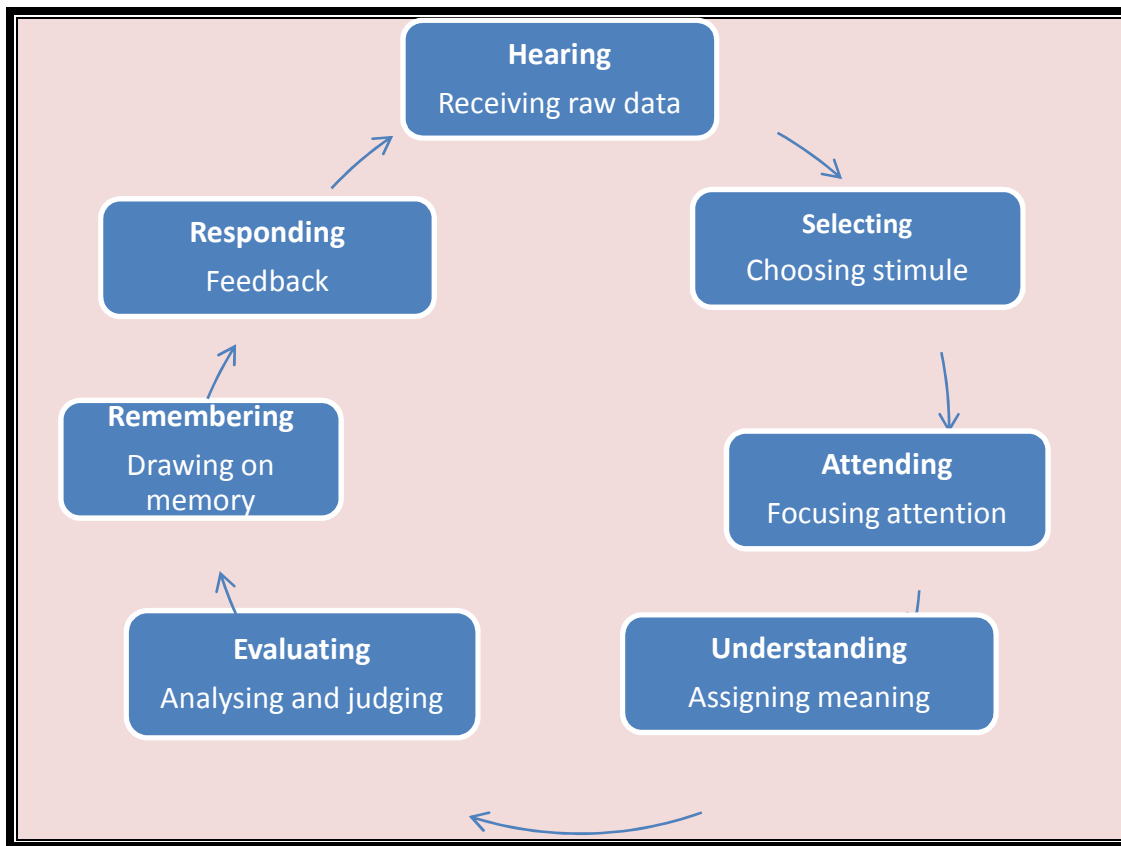 Hearing
Receiving raw data
Selecting
Choosing stimule
Attending
Focusing attention
Understanding
Assigning meaning
Evaluating
Analysing and judging
Remembering
Drawing on
memory
Responding
Feedback